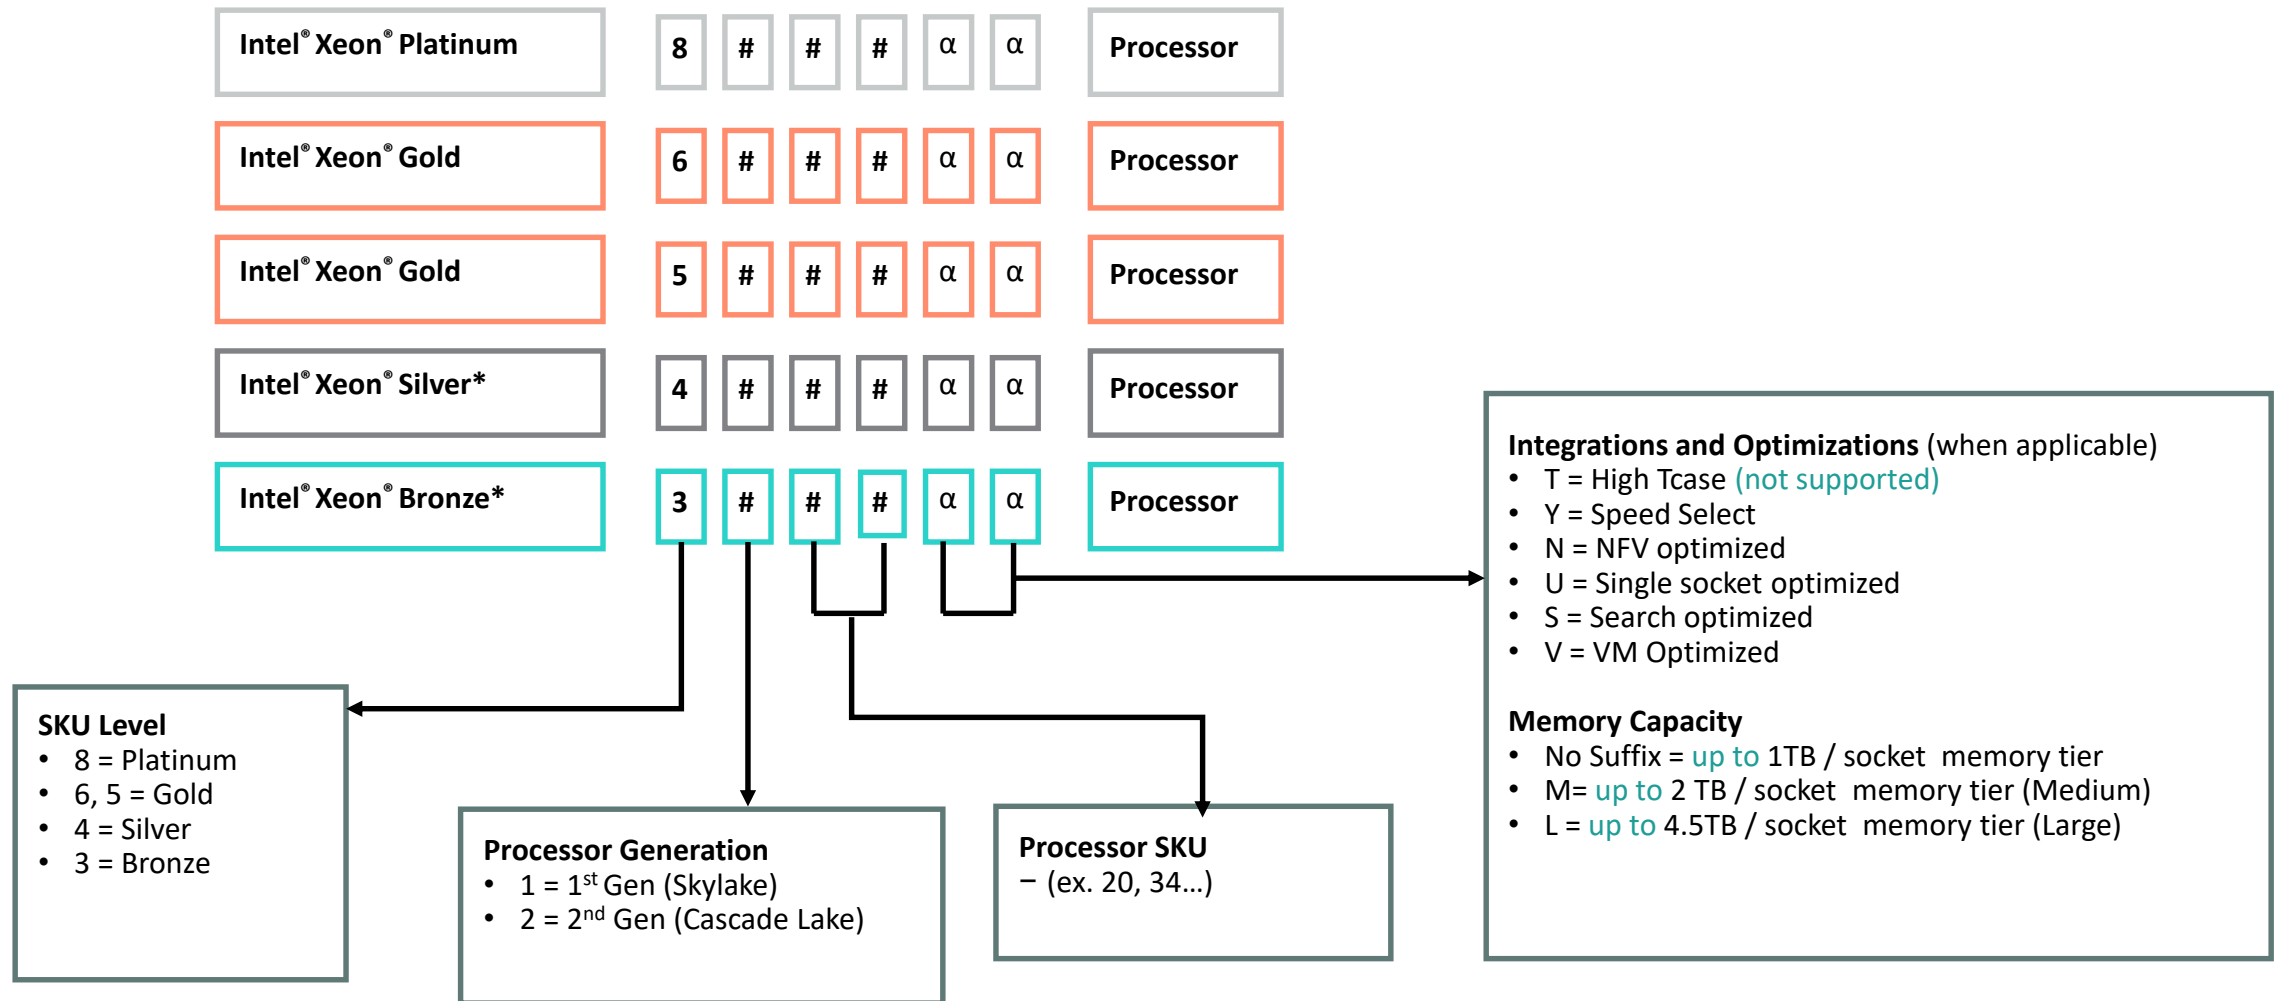 Intel® Xeon® Platinum 8 # # # α α Processor
Intel® Xeon® Gold 6 # # # α α Processor
Intel® Xeon® Gold 5 # # # α α Processor
Intel® Xeon® Silver* 4 # # # α α Processor
Intel® Xeon® Bronze* 3 # # # α α Processor
SKU Level
• 8 = Platinum
• 6, 5 = Gold
• 4 = Silver
• 3 = Bronze
Processor Generation
• 1 = 1st Gen (Skylake)
• 2 = 2nd Gen (Cascade Lake)
Processor SKU
– (ex. 20, 34...)
Integrations and Optimizations (when applicable)
• T = High Tcase (not supported)
• Y = Speed Select
• N = NFV optimized
• U = Single socket optimized
• S = Search optimized
• V = VM Optimized
Memory Capacity
• No Suffix = up to 1TB / socket memory tier
• M= up to 2 TB / socket memory tier (Medium)
• L = up to 4.5TB / socket memory tier (Large)